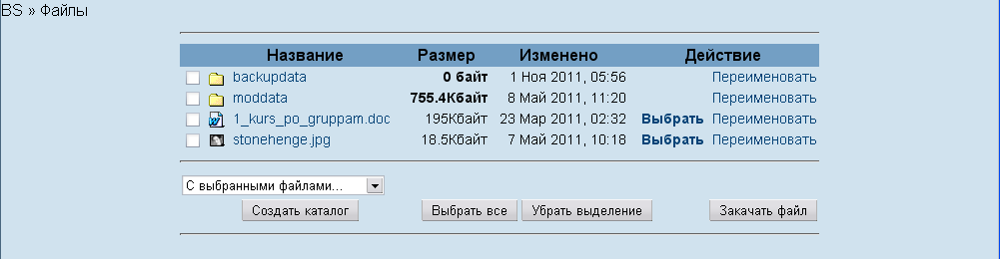 BS » Файлы
Название Размер Изменено Действие
backupdata 0 байт 1 Ноя 2011, 05:56 Переименовать
moddata 755.4Кбайт 8 Май 2011, 11:20 Переименовать
1_kurs_po_gruppam.doc 195Кбайт 23 Мар 2011, 02:32 Выбрать Переименовать
stonehenge.jpg 18.5Кбайт 7 Май 2011, 10:18 Выбрать Переименовать
С выбранными файлами...
Создать каталог Выбрать все Убрать выделение Закачать файл